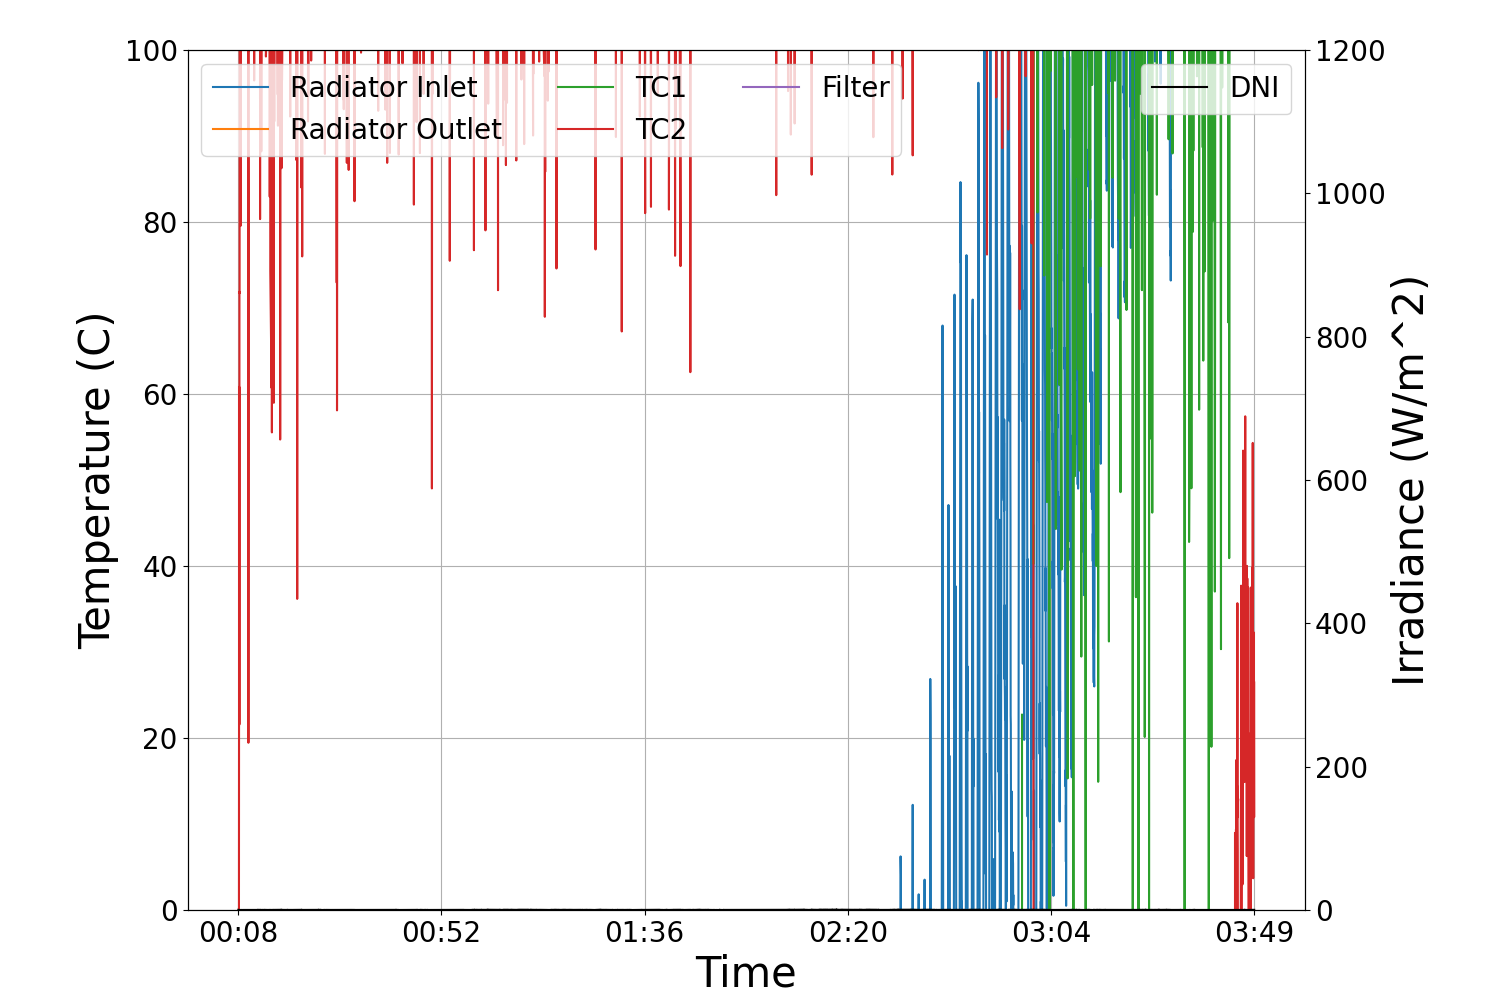 100
80
60
40
20
0
Temperature (C)
Radiator Inlet
Radiator Outlet
TC1
TC2
Filter
DNI
1200
1000
800
600
400
200
0
Irradiance (W/m^2)
00:08 00:52 01:36 02:20 03:04 03:49
Time